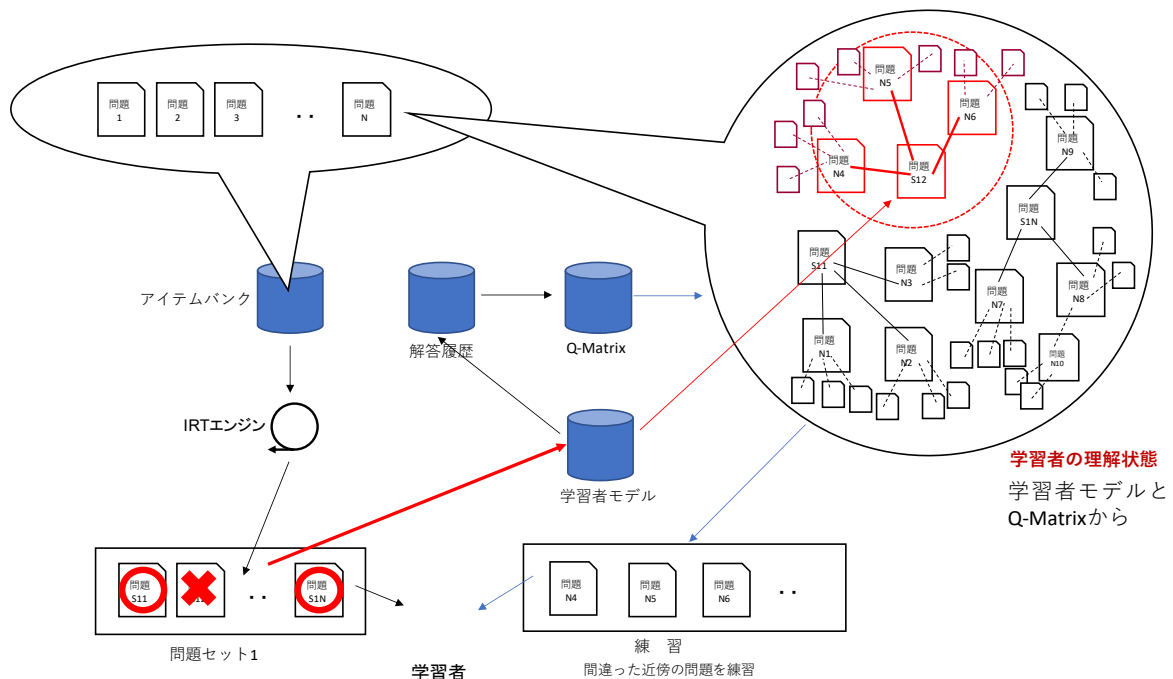 問題
1
問題
2
問題
3
. .
問題
N
問題
N5
問題
N6
問題
N4
問題
S12
問題
N9
問題
S1N
問題
S11
問題
N3
問題
N7
問題
N8
問題
N1
問題
N2
問題
N10
アイテムバンク
解答履歴
Q-Matrix
IRTエンジン
学習者モデル
学習者の理解状態
学習者モデルと
Q-Matrixから
問題
S11
. .
問題
S1N
問題セット1
学習者
問題
N4
問題
N5
問題
N6
. .
練 習
間違った近傍の問題を練習